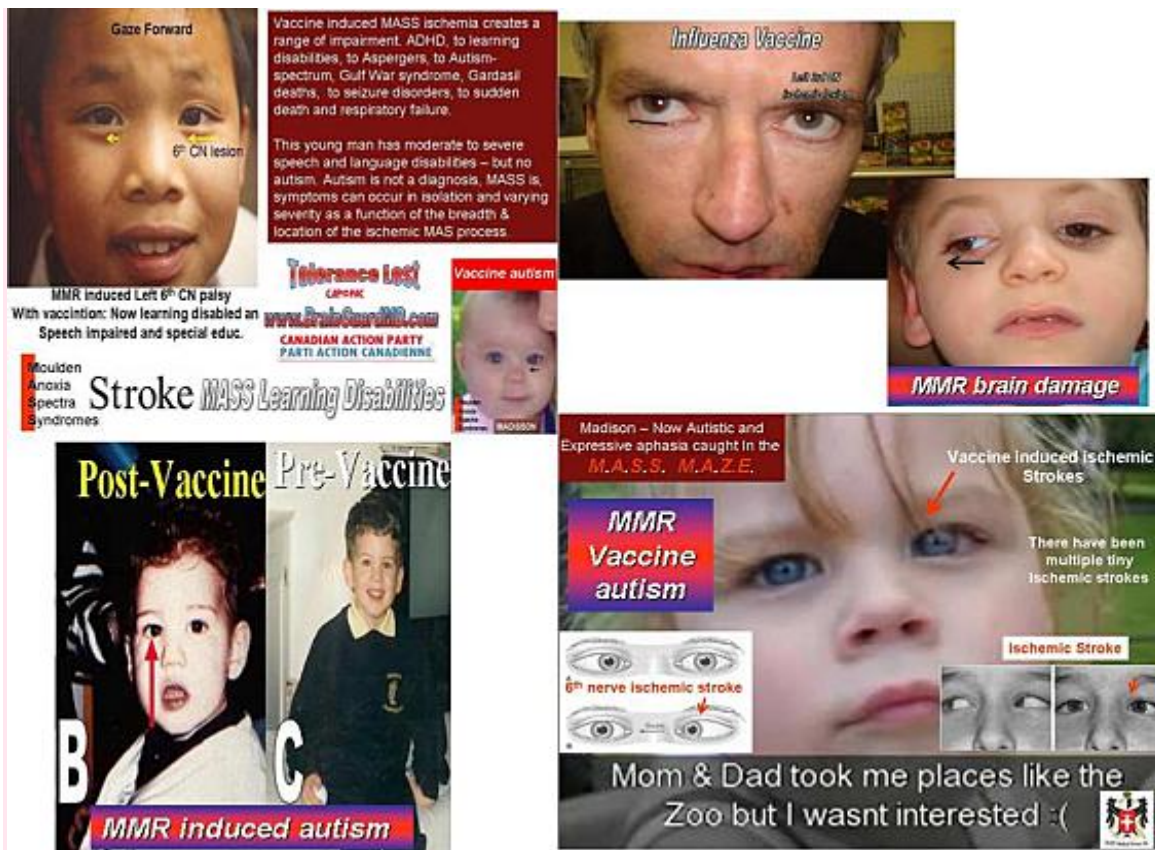 Gaze Forward
6th CN lesion
MMR induced Left 6th CN palsy
With vaccintion: Now learning disabled an
Speech impaired and special educ.
Vaccine induced MASS ischemia creates a
range of impairment. ADHD, to learning
disabilities, to Aspergers, to Autism-
spectrum, Gulf War syndrome, Gardasil
deaths, to seizure disorders, to sudden
death and respiratory failure.
This young man has moderate to severe
speech and language disabilities – but no
autism. Autism is not a diagnosis, MASS is,
symptoms can occur in isolation and varying
severity as a function of the breadth &
location of the ischemic MAS process
Tolerance Lost
www.BrainGuardMD.com
CANADIAN ACTION PARTY
PARTI ACTION CANADIENNE
Vaccine autism
MADISON
Moulden
Anoxia
Spectra
Syndromes
Stroke MASS Learning Disabilities
Influenza Vaccine
MMR brain damage
Post-Vaccine
Pre-Vaccine
B
C
MMR induced autism
Madison – Now Autistic and
Expressive aphasia caught In the
M.A.S.S. M.A.Z.E.
Vaccine induced Ischemic
Strokes
MMR
Vaccine
autism
There have been
multiple tiny
Ischemic strokes
6th nerve ischemic stroke
Ischemic Stroke
Mom & Dad took me places like the
Zoo but I wasnt interested :(